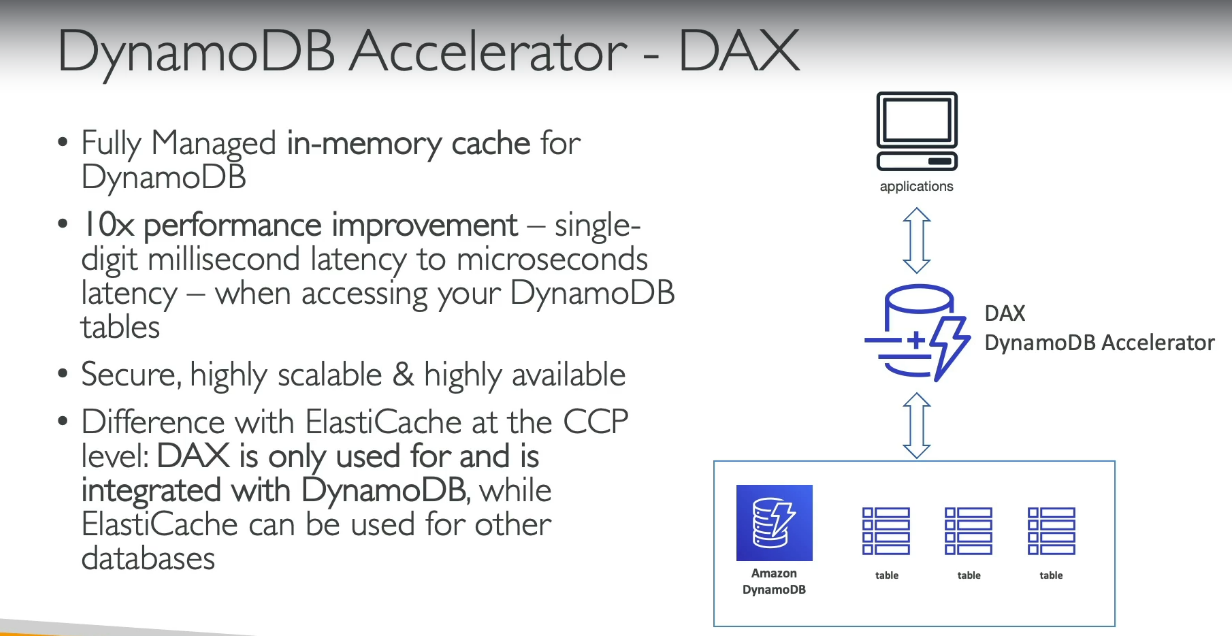 DynamoDB Accelerator - DAX
• Fully Managed in-memory cache for
DynamoDB
• 10x performance improvement – single-
digit millisecond latency to microseconds
latency – when accessing your DynamoDB
tables
• Secure, highly scalable & highly available
• Difference with ElastiCache at the CCP
level: DAX is only used for and is
integrated with DynamoDB, while
ElastiCache can be used for other
databases
applications
DAX
DynamoDB Accelerator
Amazon
DynamoDB
table
table
table